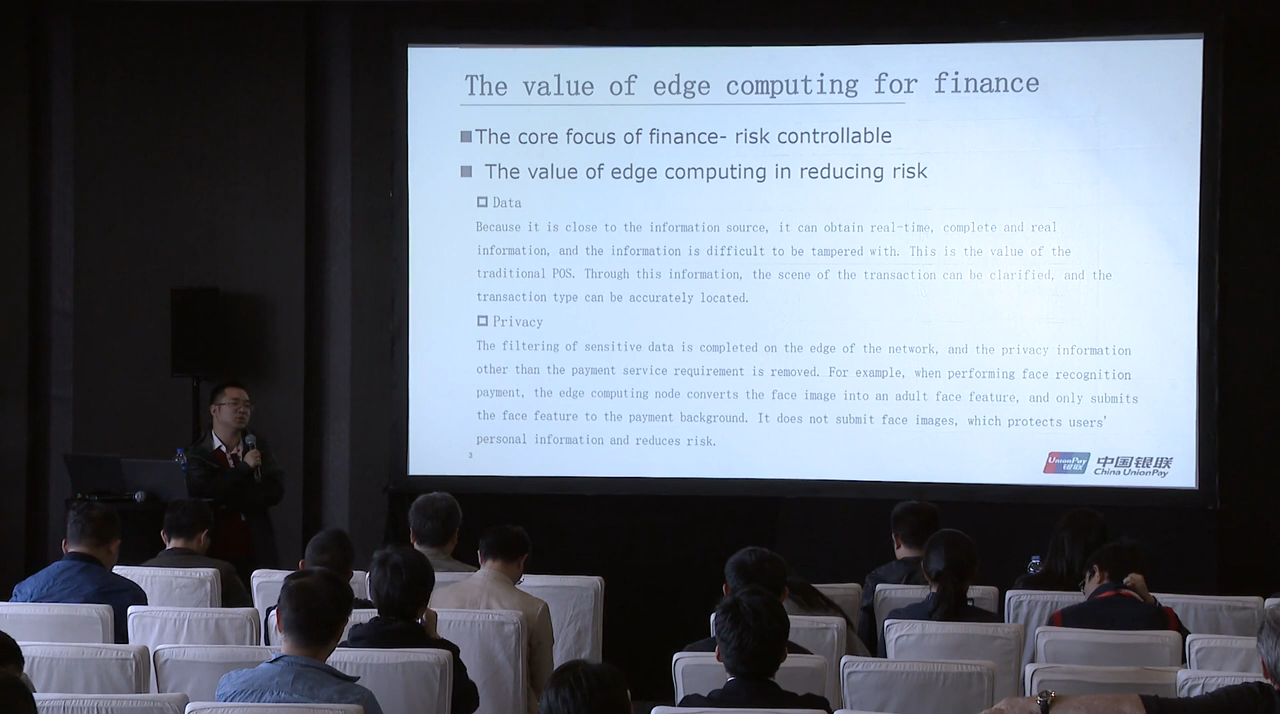 The value of edge computing for finance
The core focus of finance- risk controllable
The value of edge computing in reducing risk
Data
Because it is close to the information source, it can obtain real-time, complete and real
information, and the information is difficult to be tampered with. This is the value of the
traditional POS. Through this information, the scene of the transaction can be clarified, and the
transaction type can be accurately located.
Privacy
The filtering of sensitive data is completed on the edge of the network, and the privacy information
other than the payment service requirement is removed. For example, when performing face recognition
payment, the edge computing node converts the face image into an adult face feature, and only submits
the face feature to the payment background. It does not submit face images, which protects users'
personal information and reduces risk.
3
UnionPay
银联
中国银联
China UnionPay